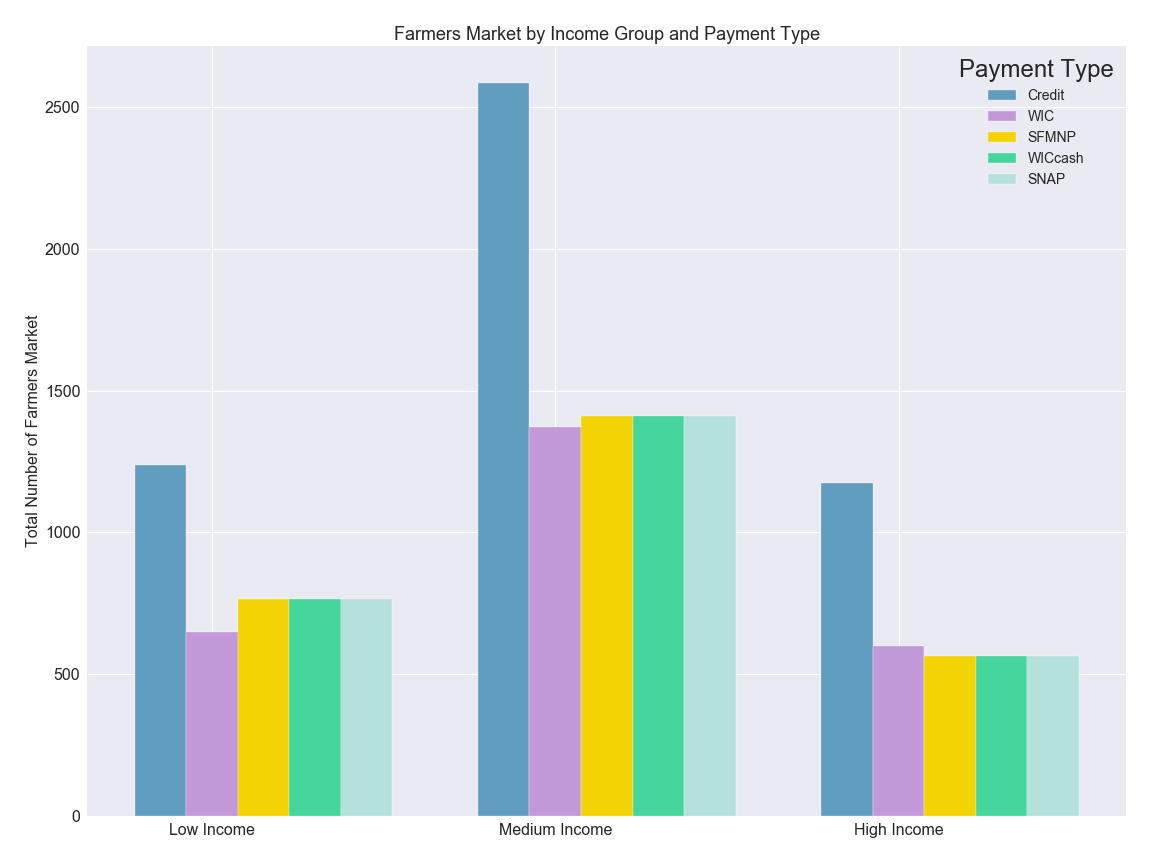 Farmers Market by Income Group and Payment Type
Payment Type
Credit
WIC
SFMNP
WICcash
SNAP
Total Number of Farmers Market
2500
2000
1500
1000
500
0
Low Income
Medium Income
High Income